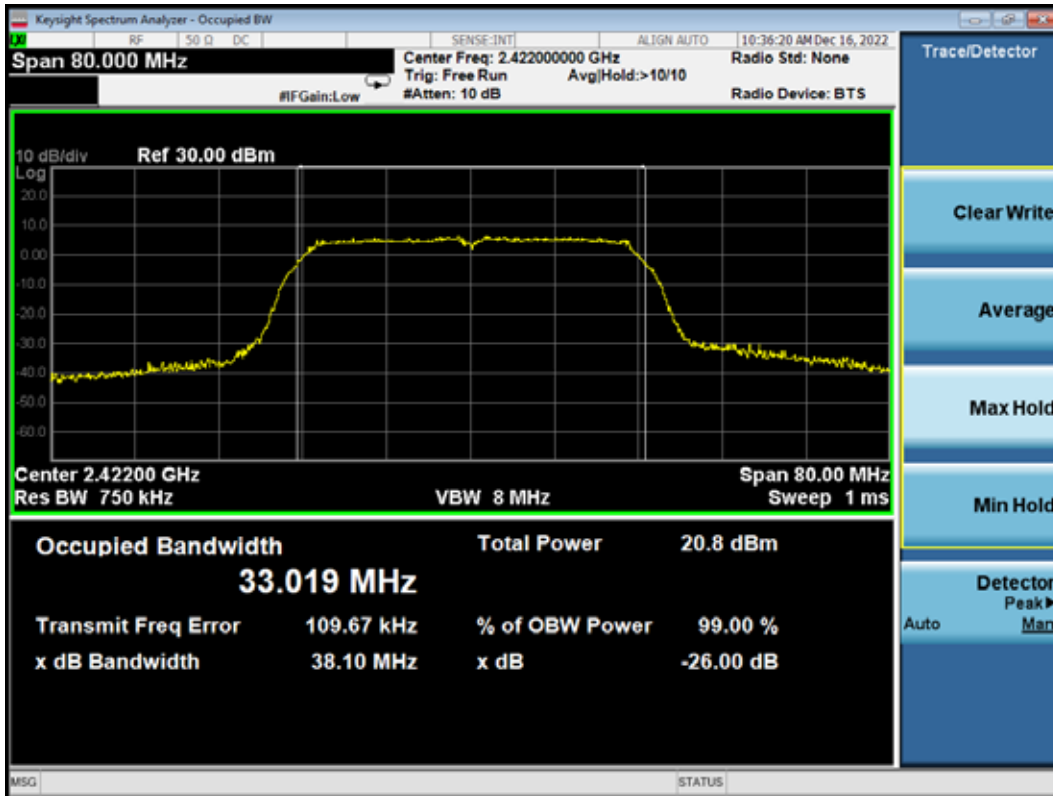 Keysight Spectrum Analyzer - Occupied BW
LXI RF 50 Ω DC SENSE:INT ALIGN AUTO 10:36:20 AM Dec 16, 2022
Span 80.000 MHz
Center Freq: 2.422000000 GHz Radio Std: None
Trig: Free Run Avg|Hold:>10/10
#IFGain:Low #Atten: 10 dB Radio Device: BTS
10 dB/div Ref 30.00 dBm
Log
20.0
10.0
0.00
-10.0
-20.0
-30.0
-40.0
-50.0
-60.0
Center 2.42200 GHz Span 80.00 MHz
Res BW 750 kHz VBW 8 MHz Sweep 1 ms
Occupied Bandwidth Total Power 20.8 dBm
33.019 MHz
Transmit Freq Error 109.67 kHz % of OBW Power 99.00 %
x dB Bandwidth 38.10 MHz x dB -26.00 dB
MSG STATUS
Trace/Detector
Clear Write
Average
Max Hold
Min Hold
Detector
Peak▶
Auto Man